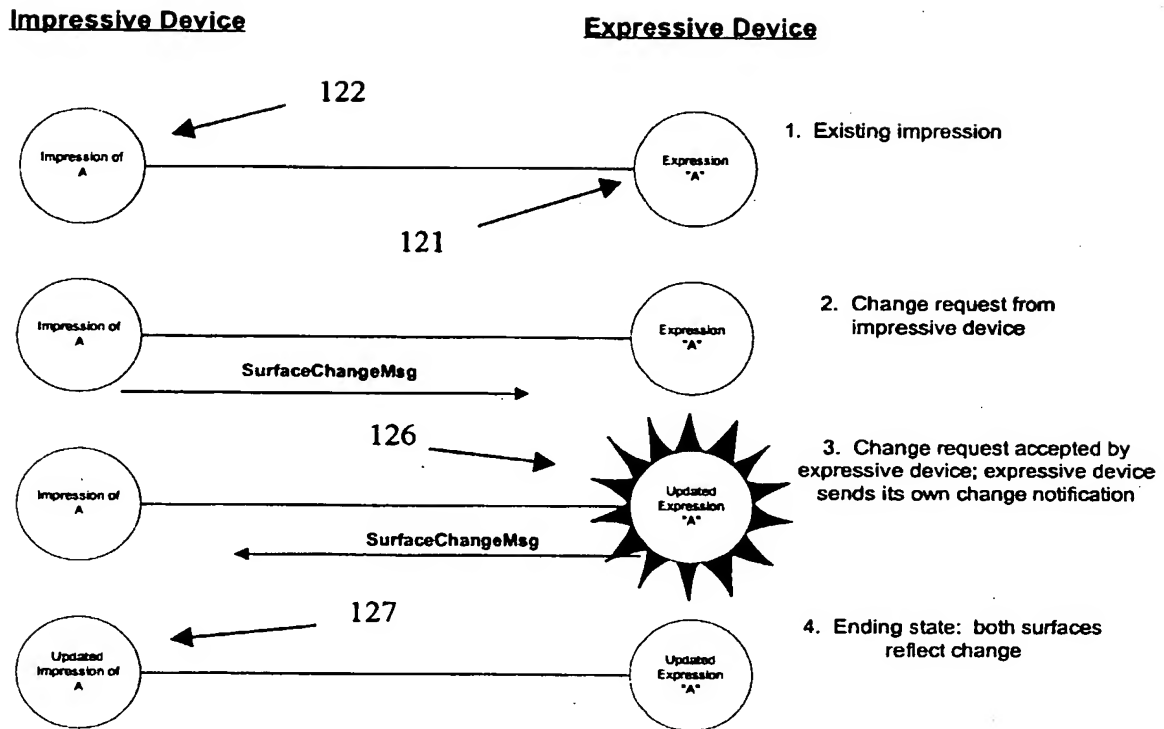 Impressive Device
Expressive Device
122
Impression of
A
Expression
"A"
1. Existing impression
121
Impression of
A
Expression
"A"
2. Change request from
impressive device
SurfaceChangeMsg
126
Impression of
A
Updated
Expression
"A"
3. Change request accepted by
expressive device; expressive device
sends its own change notification
SurfaceChangeMsg
127
Updated
Impression of
A
Updated
Expression
"A"
4. Ending state: both surfaces
reflect change